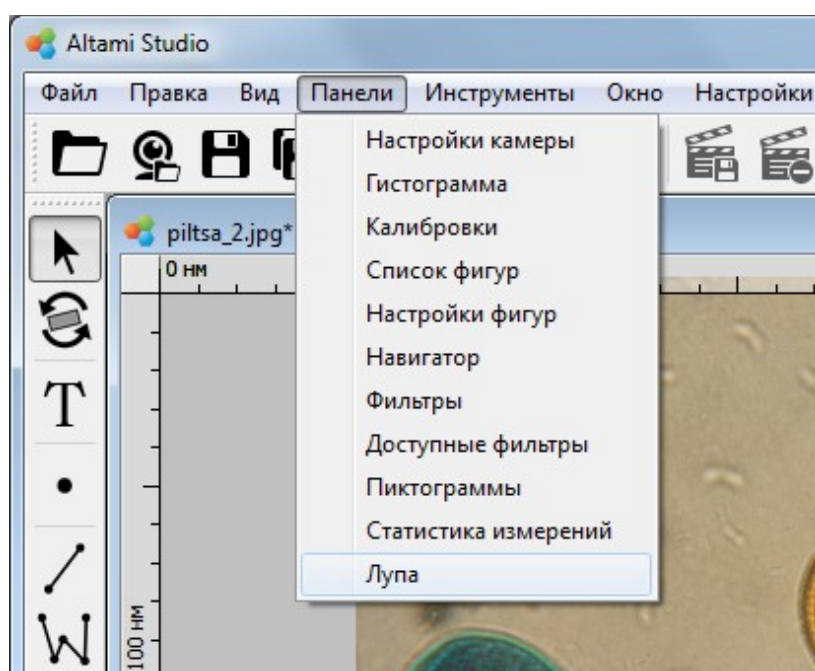 Altami Studio
Файл Правка Вид Панели Инструменты Окно Настройки
Настройки камеры
Гистограмма
Калибровки
Список фигур
Настройки фигур
Навигатор
Фильтры
Доступные фильтры
Пиктограммы
Статистика измерений
Лупа
piltsa_2.jpg*
0 нм
T
100 нм